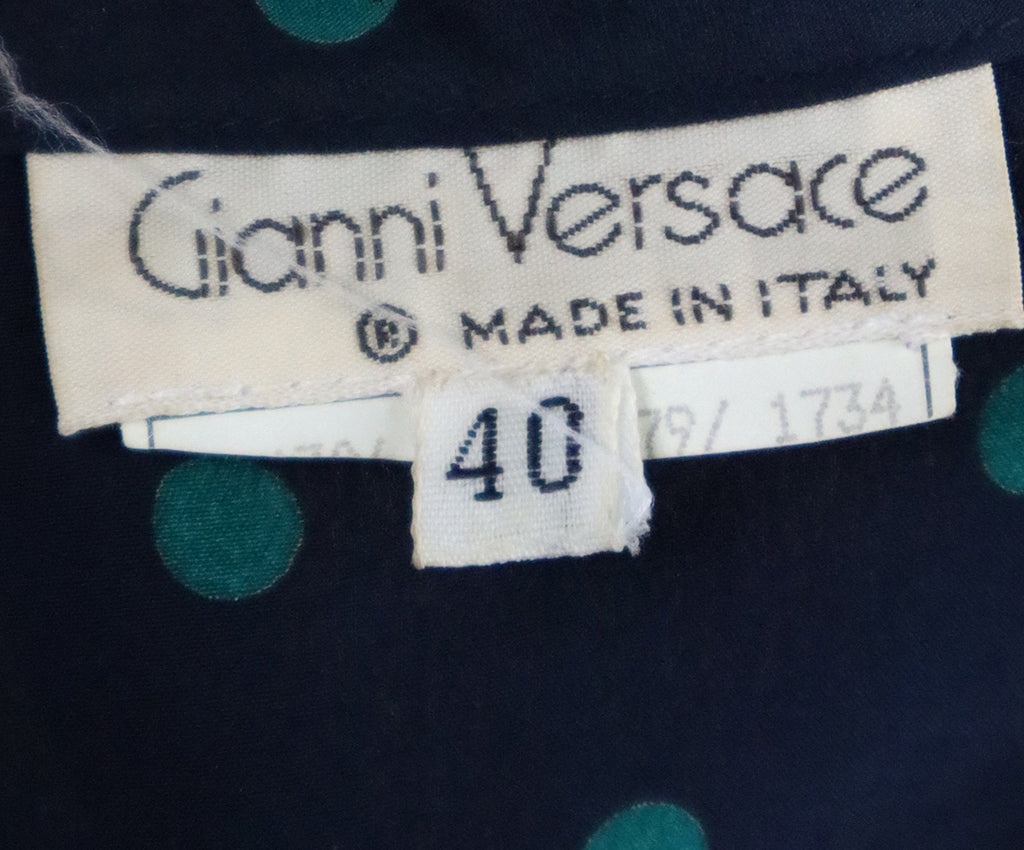 Gianni Versace
® MADE IN ITALY
79/ 1734
40